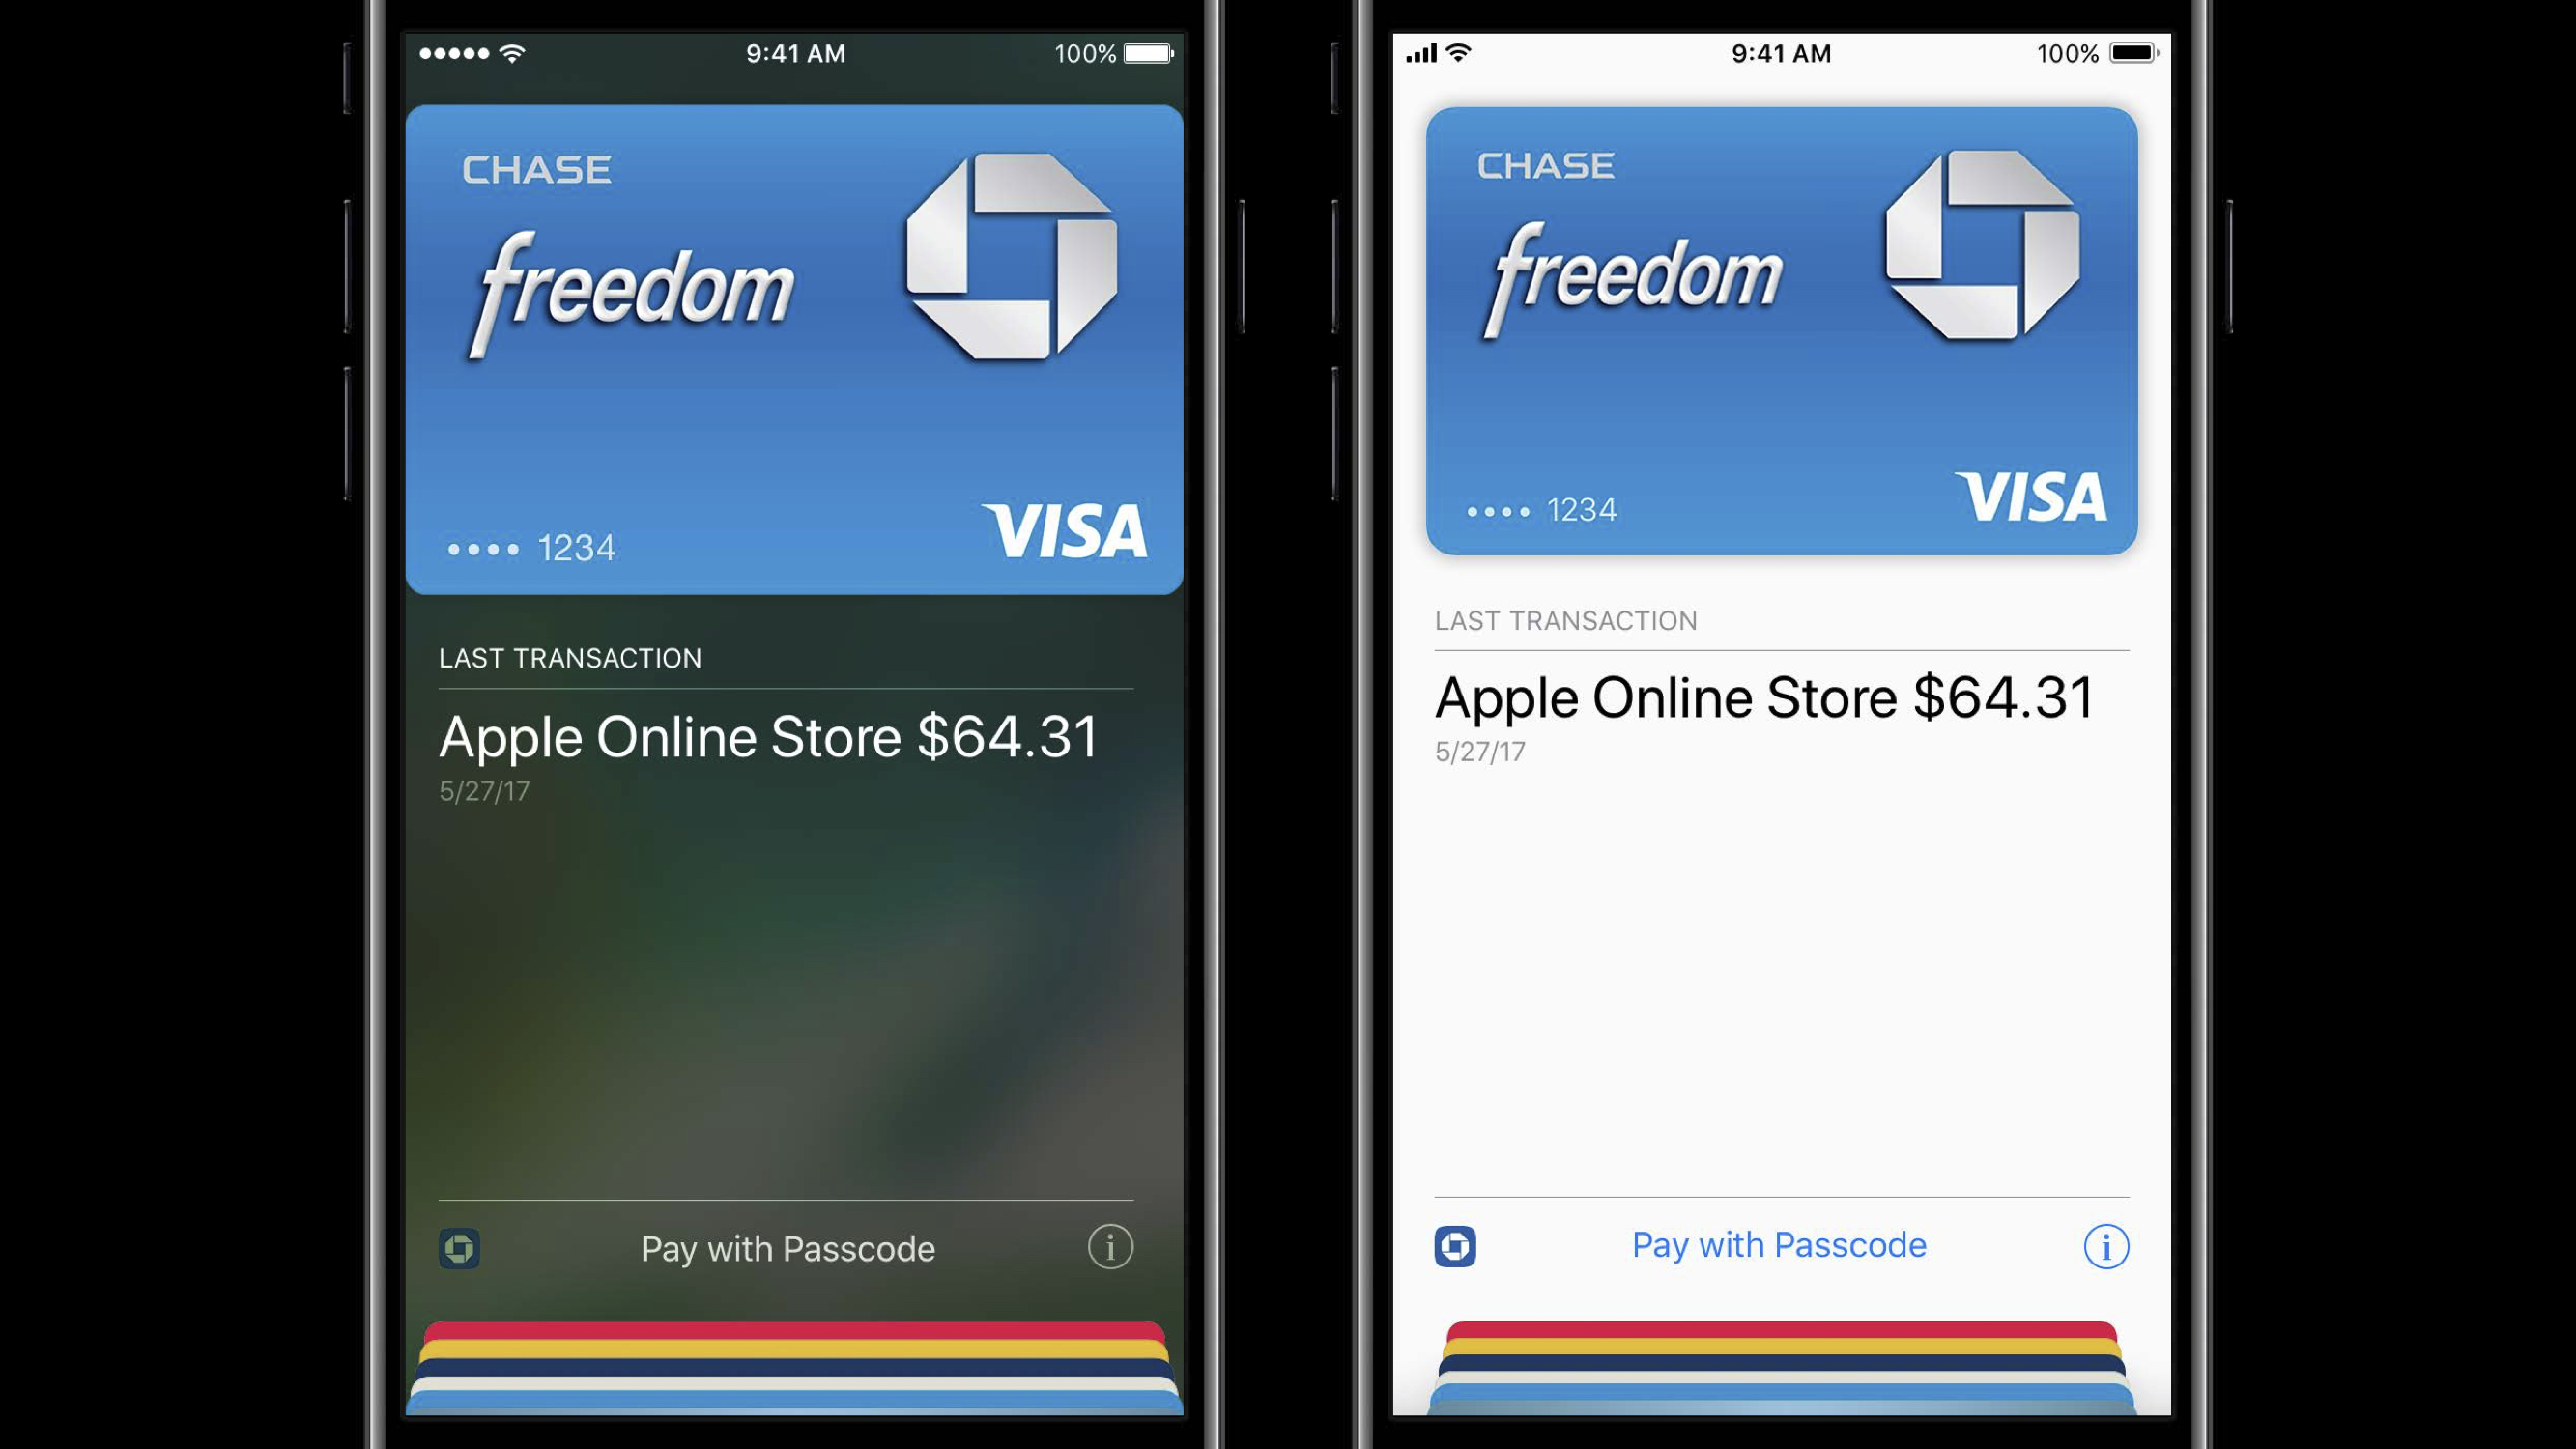 9:41 AM 100%
CHASE
freedom
•••• 1234 VISA
LAST TRANSACTION
Apple Online Store $64.31
5/27/17
Pay with Passcode
9:41 AM 100%
CHASE
freedom
•••• 1234 VISA
LAST TRANSACTION
Apple Online Store $64.31
5/27/17
Pay with Passcode